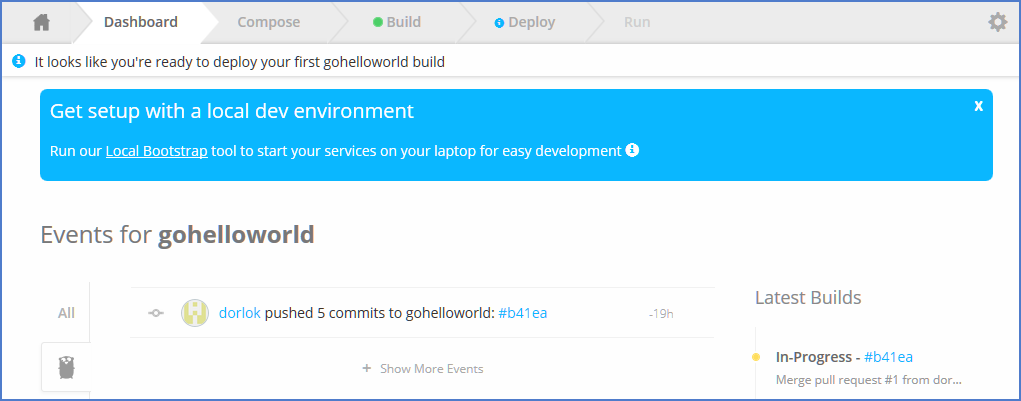 Dashboard
Compose
Build
Deploy
Run
It looks like you're ready to deploy your first gohelloworld build
Get setup with a local dev environment
x
Run our Local Bootstrap tool to start your services on your laptop for easy development
Events for gohelloworld
All
dorlok pushed 5 commits to gohelloworld: #b41ea
-19h
+ Show More Events
Latest Builds
In-Progress - #b41ea
Merge pull request #1 from dor...